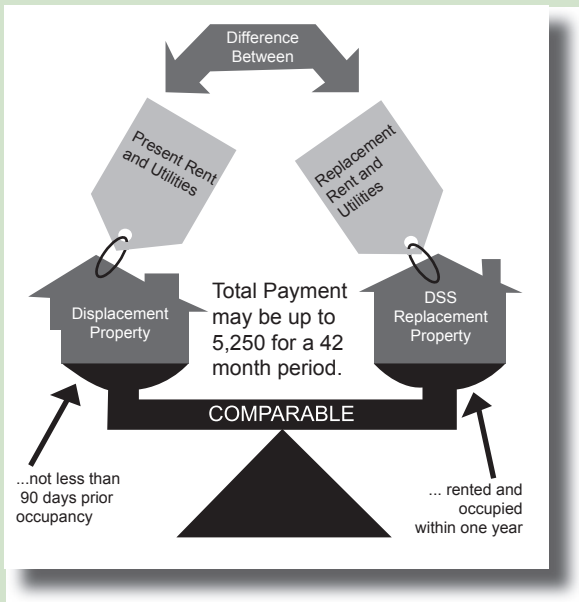 Difference
Between
Present Rent
and Utilities
Replacement
Rent and
Utilities
Displacement
Property
Total Payment
may be up to
5,250 for a 42
month period.
DSS
Replacement
Property
COMPARABLE
...not less than
90 days prior
occupancy
... rented and
occupied
within one year